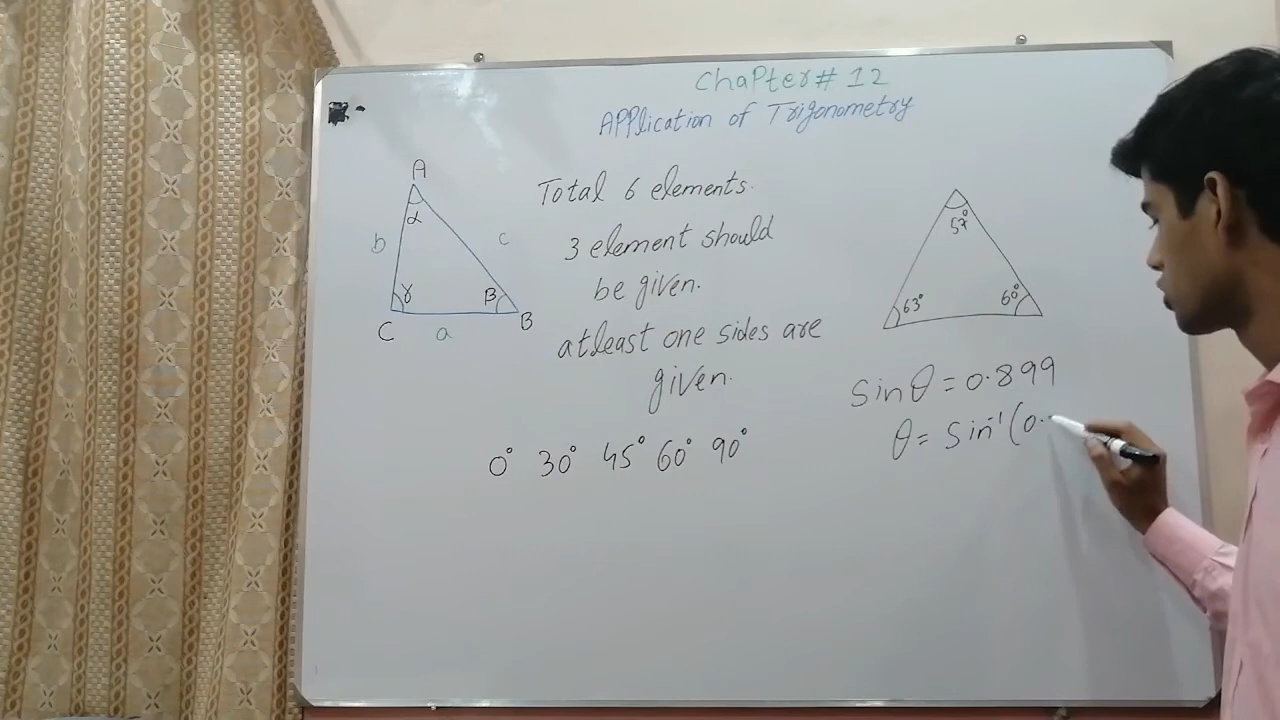 Chapter # 12
Application of Trigonometry
A
α
b
c
γ
β
C
a
B
Total 6 elements.
3 element should
be given.
atleast one sides are
given.
0° 30° 45° 60° 90°
57°
63°
60°
Sinθ = 0.899
θ = Sin⁻¹(0.